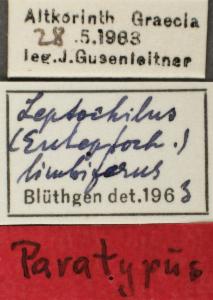 Altkorinth Graecia
28.5.1963
leg.J.Gusenleitner
Leptochilus
(Euleptoch.)
limbiferus
Blüthgen det.1963
Paratypus